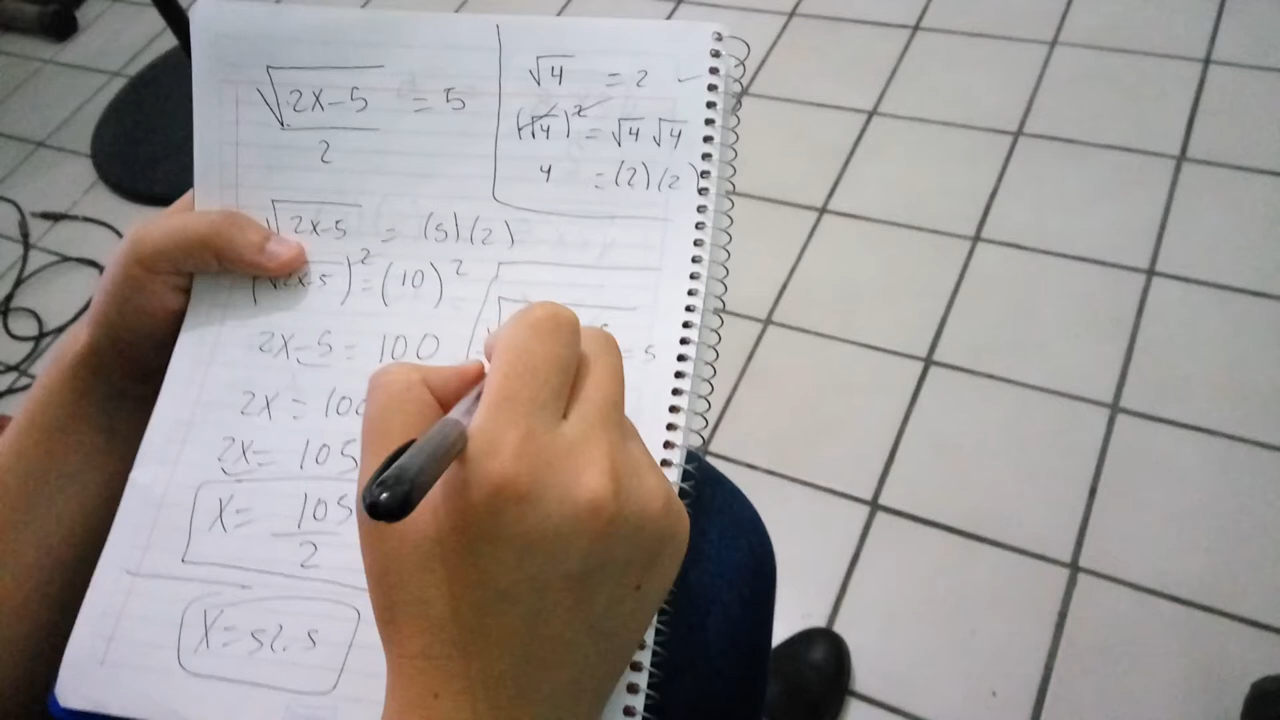 √(2X-5) / 2 = 5
√(2X-5) = (5)(2)
(√2X-5)² = (10)²
2X-5 = 100
2X = 100
2X = 105
X = 105 / 2
X = 52.5
√4 = 2
(√4)² = √4 √4
4 = (2)(2)
= 5